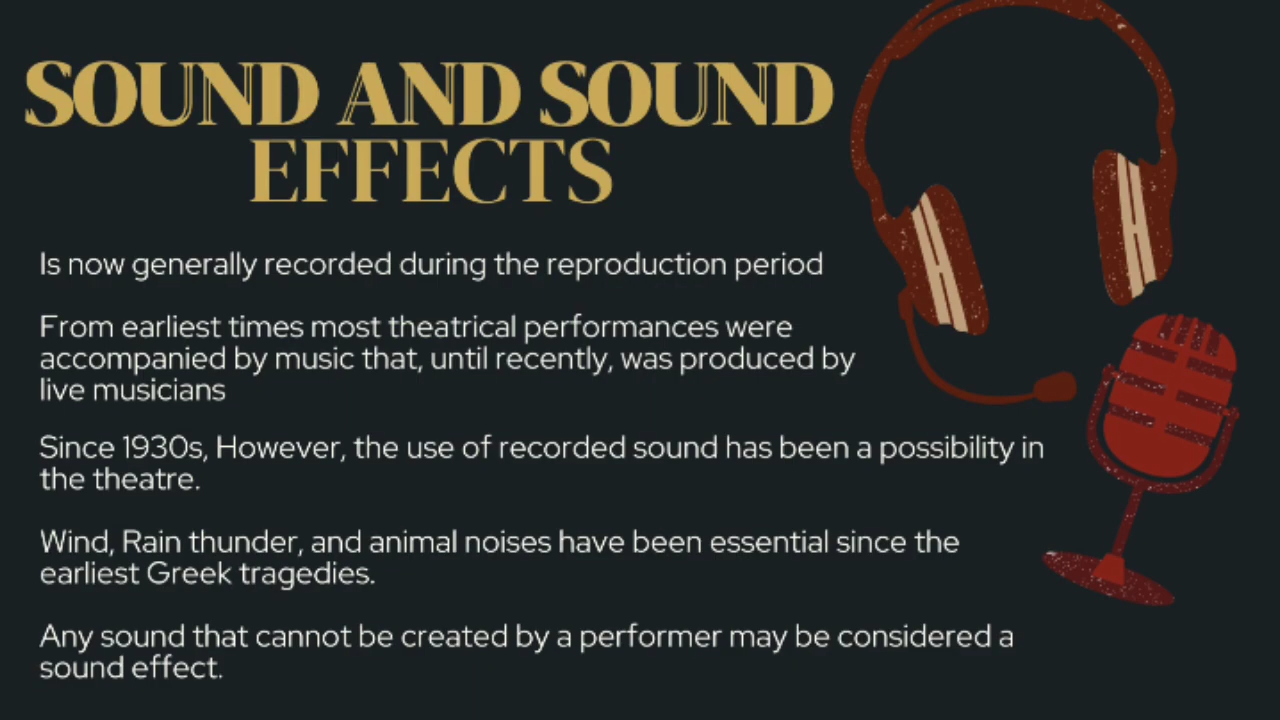 SOUND AND SOUND
EFFECTS
Is now generally recorded during the reproduction period
From earliest times most theatrical performances were
accompanied by music that, until recently, was produced by
live musicians
Since 1930s, However, the use of recorded sound has been a possibility in
the theatre.
Wind, Rain thunder, and animal noises have been essential since the
earliest Greek tragedies.
Any sound that cannot be created by a performer may be considered a
sound effect.